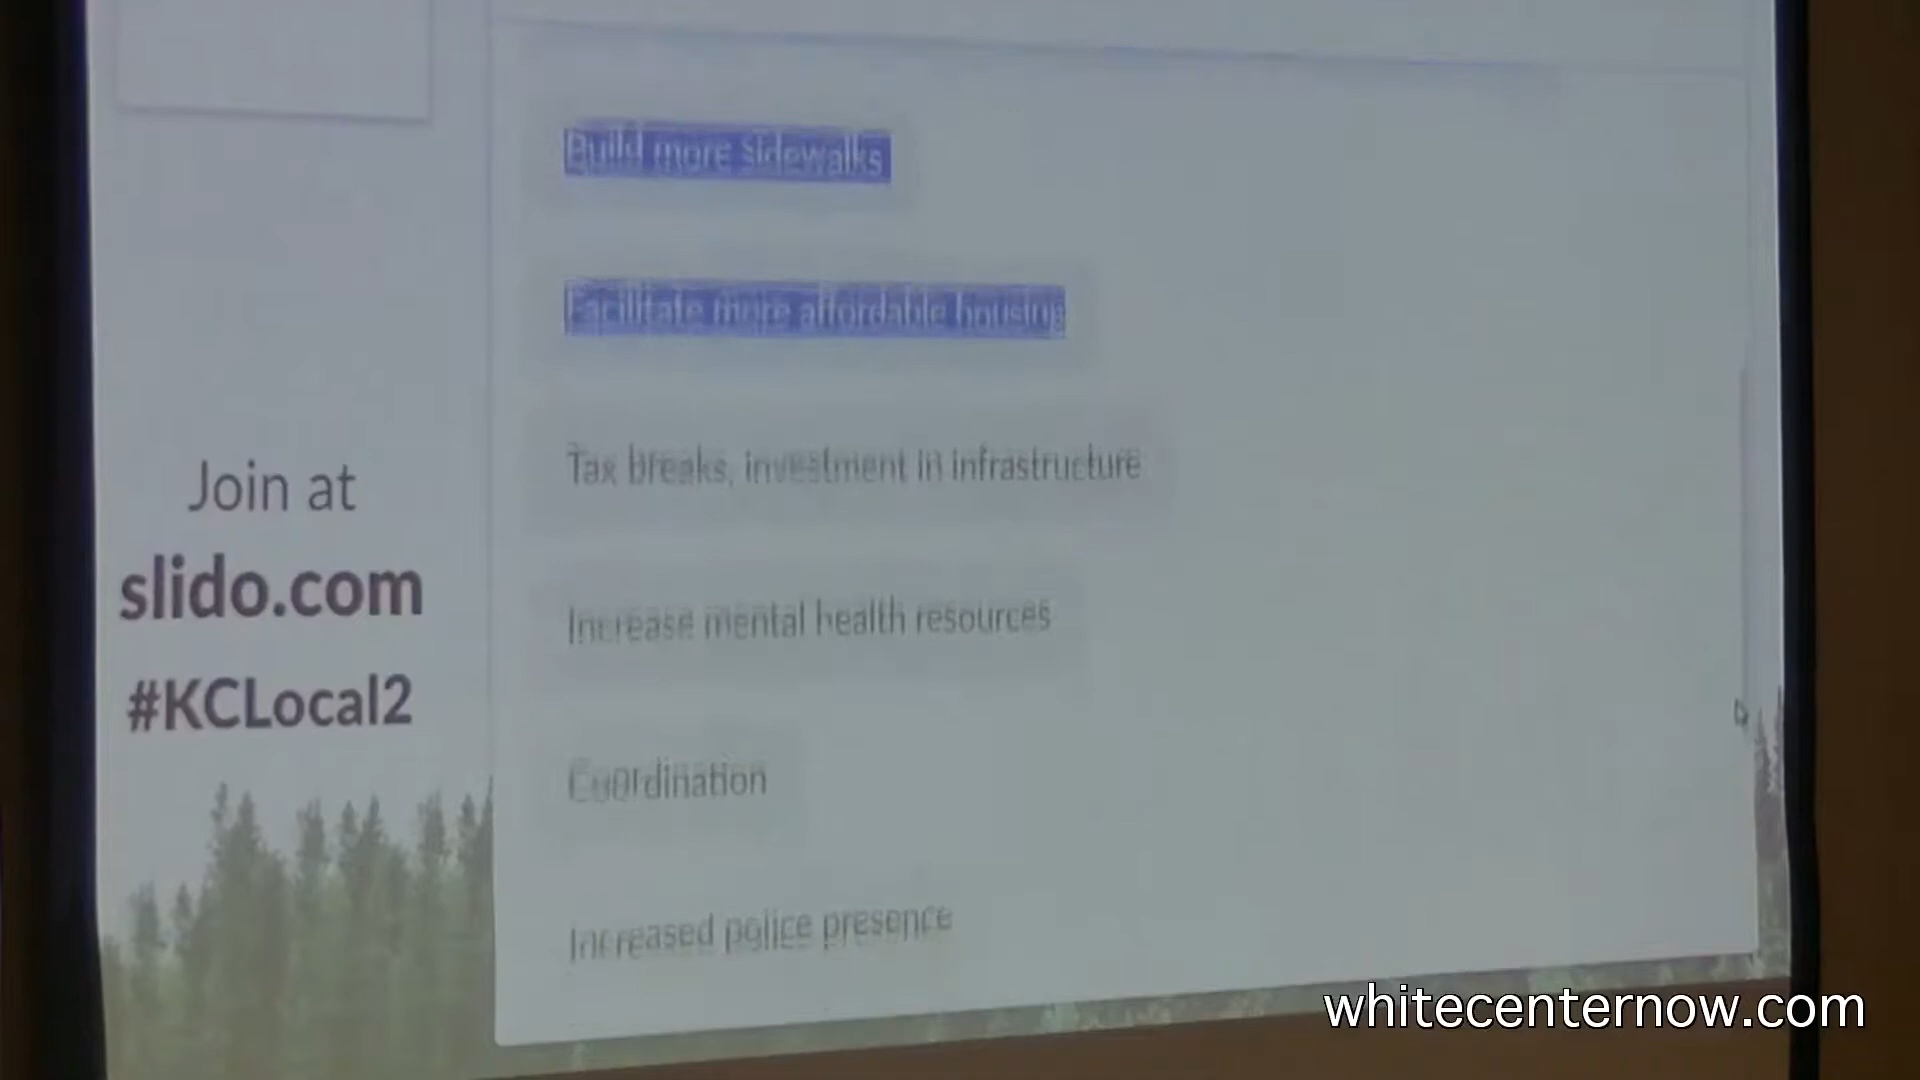 Build more Sidewalks
Facilitate more affordable housing
Tax breaks, investment in infrastructure
Increase mental health resources
Coordination
Increased police presence
Join at
slido.com
#KCLocal2
whitecenternow.com